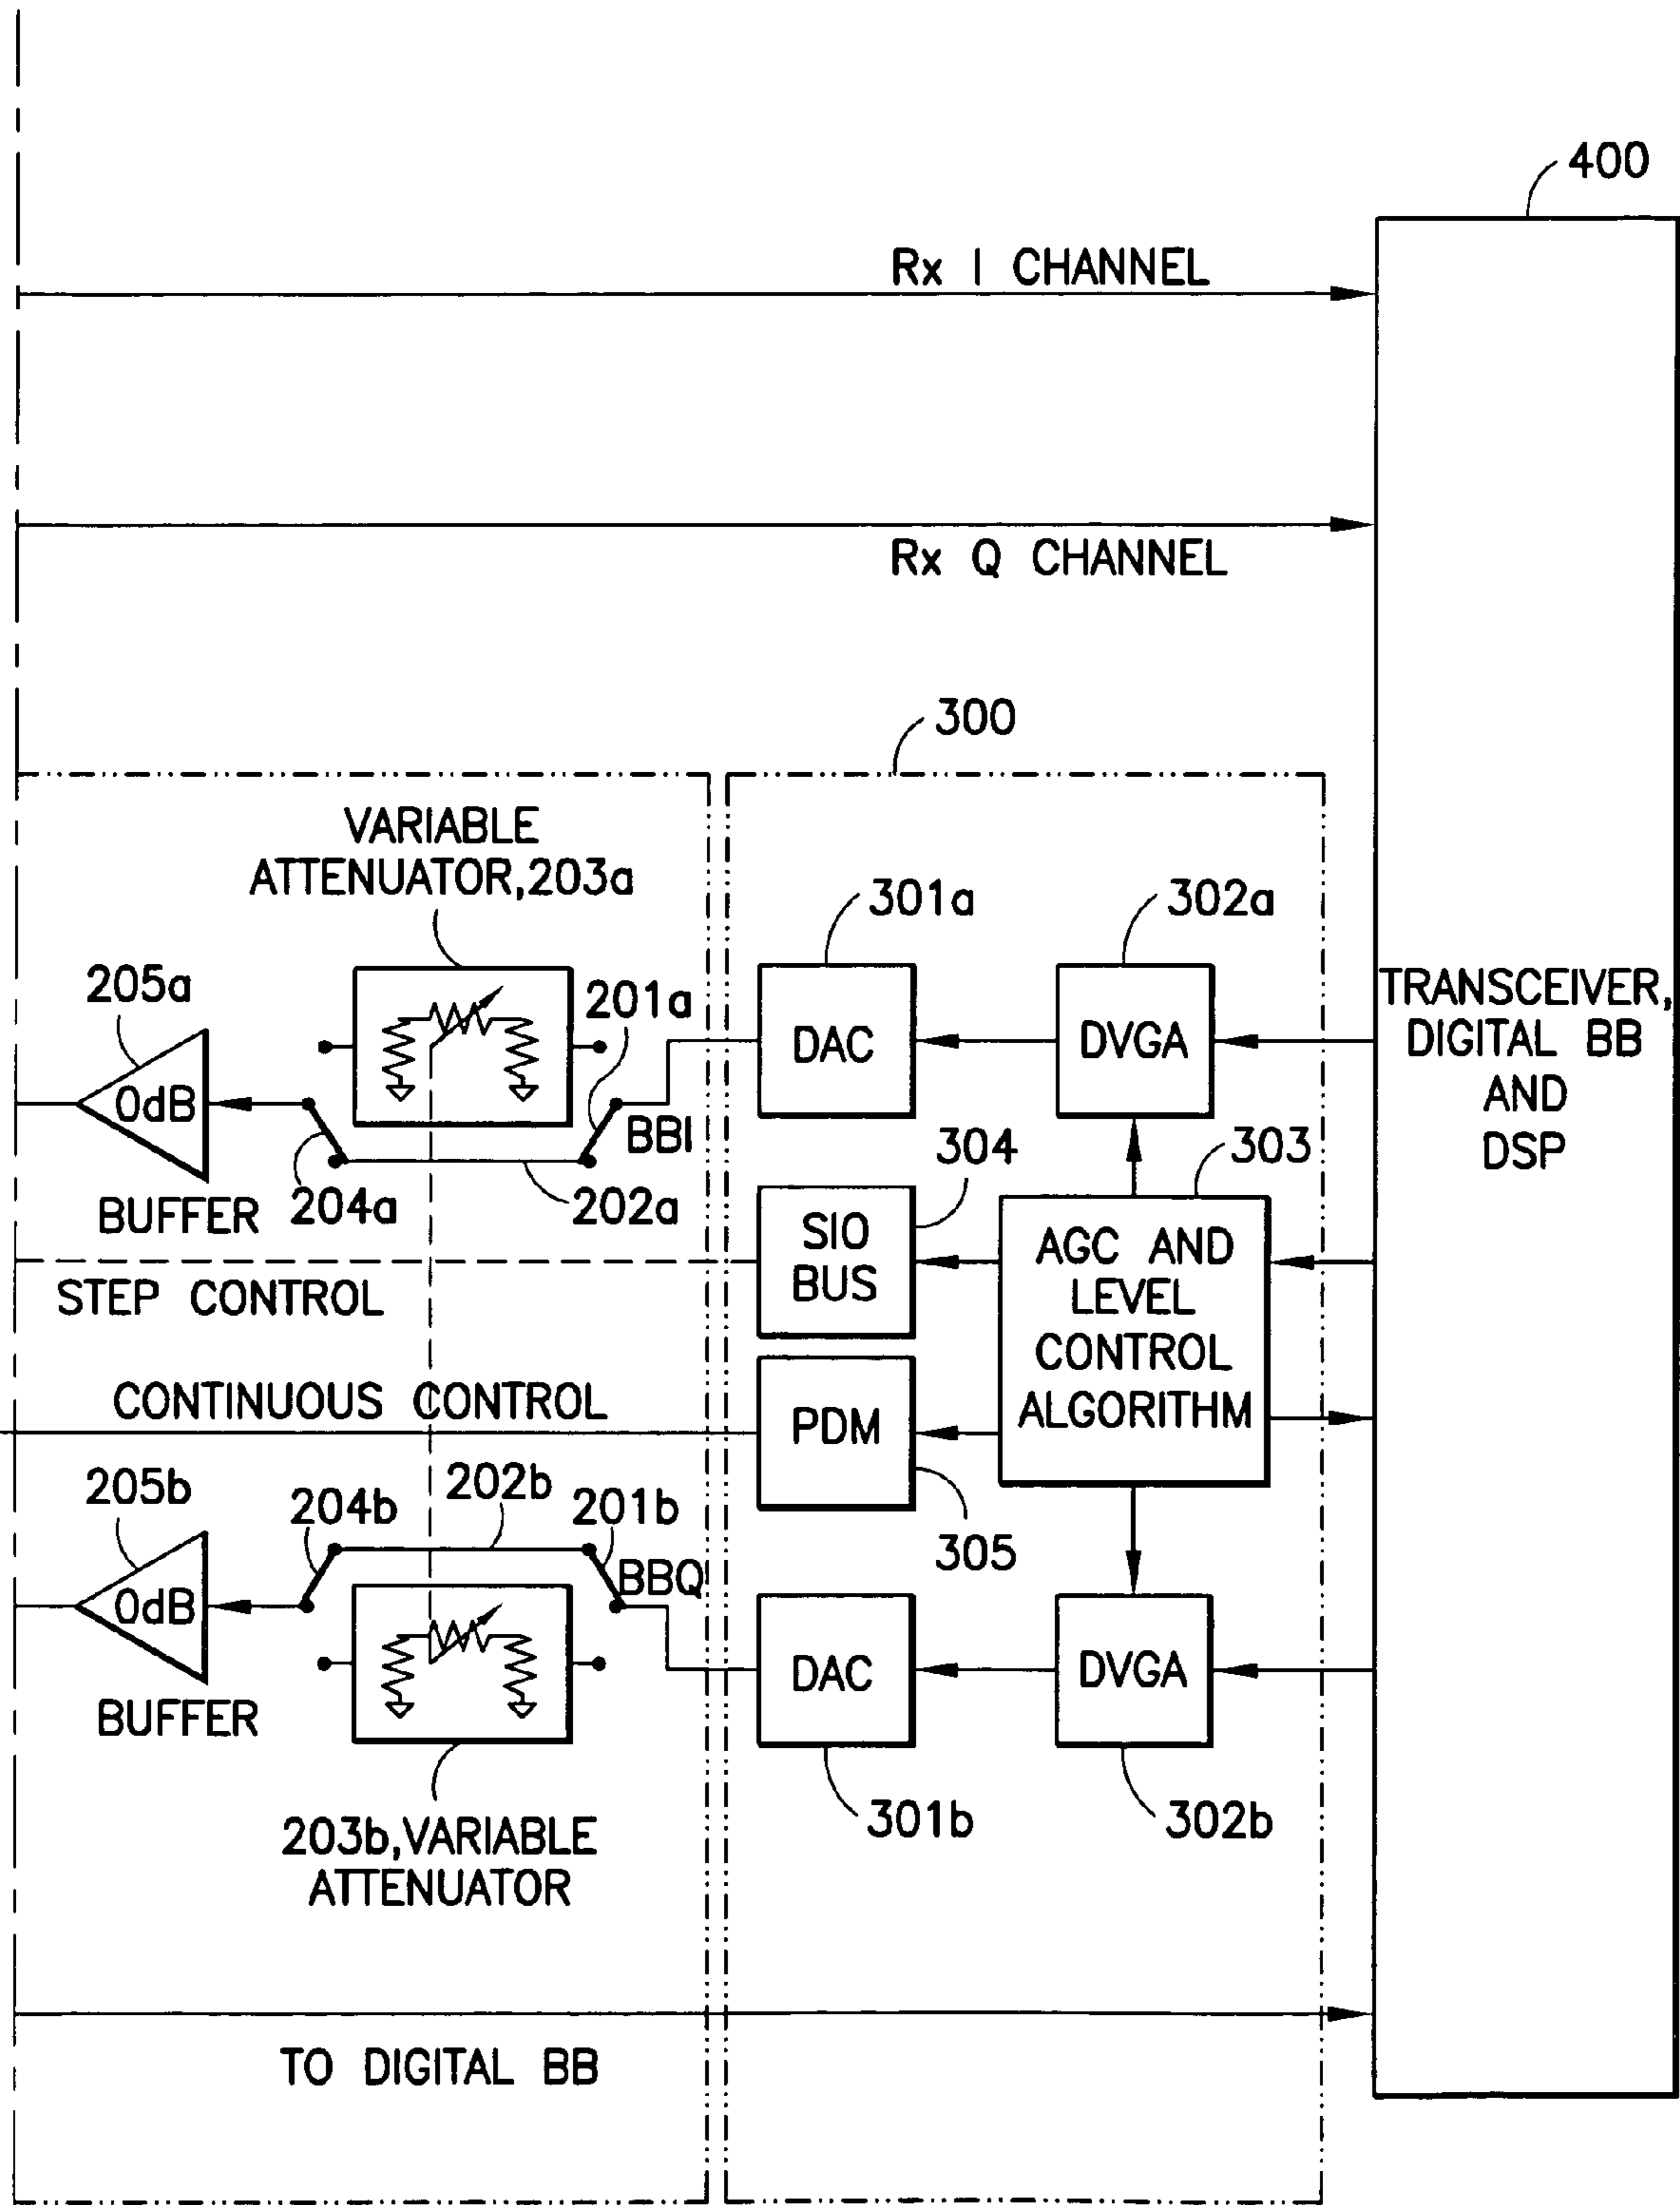 400
Rx I CHANNEL
Rx Q CHANNEL
300
VARIABLE
ATTENUATOR,203a
205a
201a
301a
302a
0dB
DAC
DVGA
BBI
BUFFER
204a
202a
304
303
TRANSCEIVER,
DIGITAL BB
AND
DSP
SIO
BUS
AGC AND
LEVEL
CONTROL
ALGORITHM
STEP CONTROL
CONTINUOUS CONTROL
PDM
305
205b
204b
202b
201b
BBQ
0dB
DAC
DVGA
BUFFER
203b,VARIABLE
ATTENUATOR
301b
302b
TO DIGITAL BB